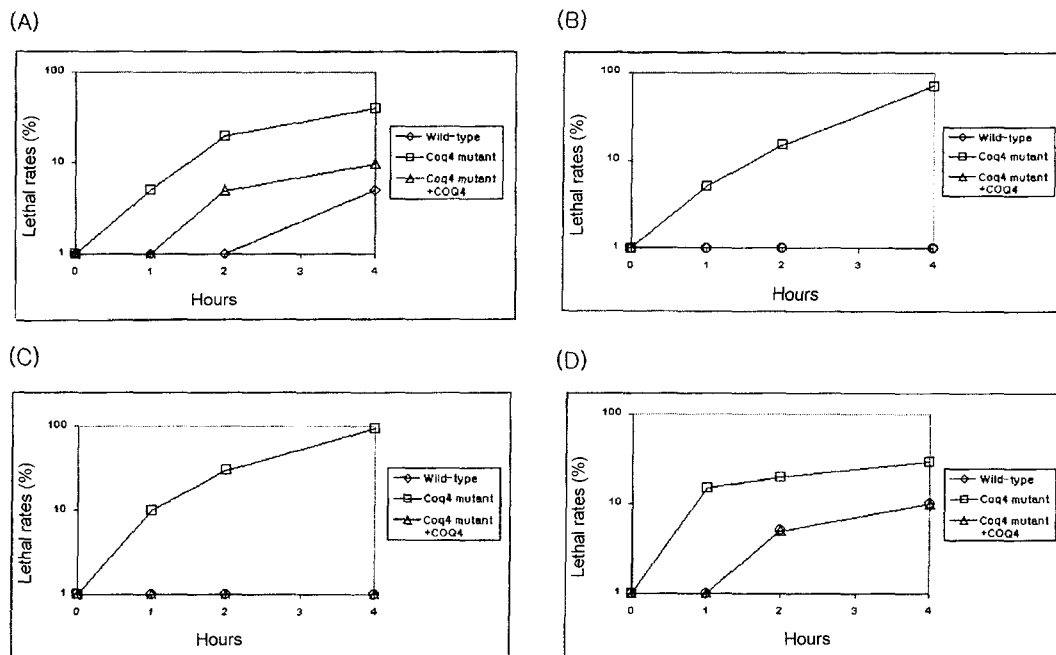 (A)
100
10
1
0
1
2
3
4
Lethal rates (%)
Hours
Wild-type
Coq4 mutant
Coq4 mutant
+COQ4
(B)
100
10
1
0
1
2
3
4
Lethal rates (%)
Hours
Wild-type
Coq4 mutant
Coq4 mutant
+COQ4
(C)
100
10
1
0
1
2
3
4
Lethal rates (%)
Hours
Wild-type
Coq4 mutant
Coq4 mutant
+COQ4
(D)
100
10
1
0
1
2
3
4
Lethal rates (%)
Hours
Wild-type
Coq4 mutant
Coq4 mutant
+COQ4